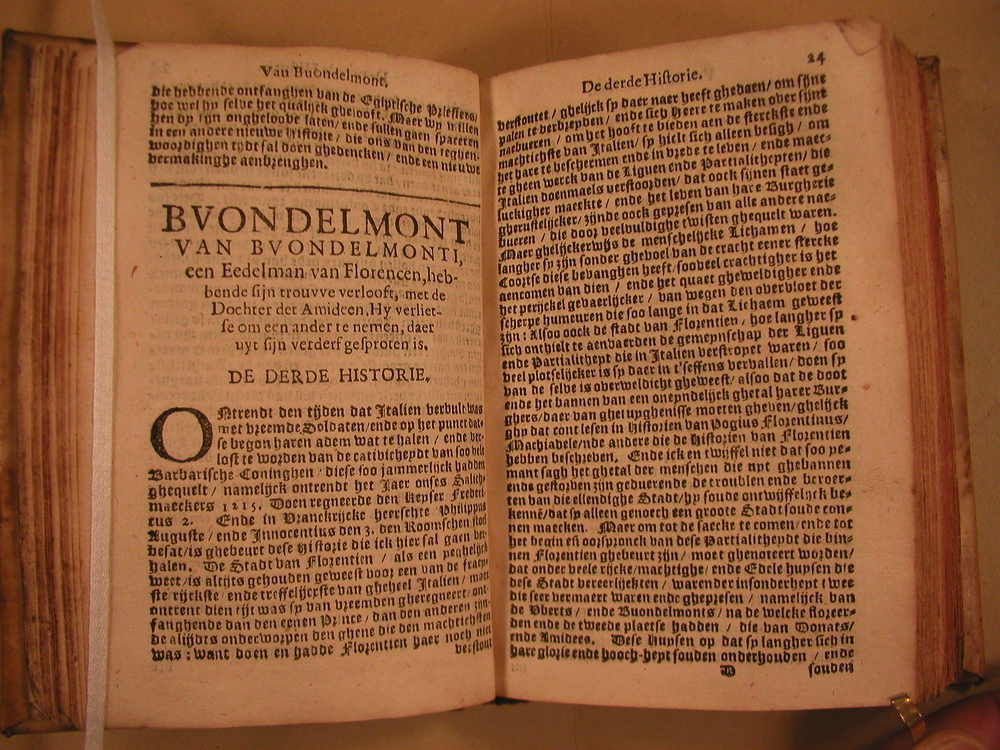 Van Buondelmont.
die hebbende ontfanghen van de Egiptische Priesters/
hoe wel hy selve het qualijck ghelooft. Maer wy willen
hen by sijn ongheloove laten/ ende sullen gaen spaceren
in een andere nieuwe Historie/ die ons van den teghen-
woordighen tijdt sal doen ghedencken/ ende een nieuwe
vermakinghe aenbrenghen.
BVONDELMONT
VAN BVONDELMONTI,
een Eedelman van Florencen, heb-
bende sijn trouvve verlooft, met de
Dochter der Amideen, Hy verliet-
se om een ander te nemen, daer
uyt sijn verderf gesproten is.
DE DERDE HISTORIE.
ONtrendt den tijden dat Italien vervult was
met vreemde Soldaten/ ende op het punct dat-
se begon haren adem wat te halen / ende ver-
lost te worden van de cativicheydt van soo vele
Barbarische Coninghen / diese soo jammerlijck hadden
ghequelt / namelijck ontrendt het Jaer onses Salich-
maeckers 1215. Doen regneerde den Keyser Frederi-
cus 2. Ende in Vranckrijcke heerschte Philippus
Auguste / ende Innocentius den 3. den Roomschen stoel
besat/ is ghebeurt dese Historie die ick hier sal gaen ver-
halen. De Stadt van Florentien / als een yeghelijck
weet/ is altijts gehouden geweest voor een van de fraey-
ste/ rijckste / ende treffelijcrste van gheheel Italien / maer
ontrent dien tijt was sy van vreemden gheregneert/ ont-
fanghende dan den eenen Prince / dan den anderen zijn-
de alijdts onderworpen den ghene die den machtichsten
was : want doen en hadde Florentien haer noch niet
verstout
De derde Historie. 24
verstoutet / ghelijck sy daer naer heeft ghedaen/ om sijne
palen te verbreyden / ende sich Heere te maken over sijne
nabueren / om het hooft te bieden aen de sterckste ende
machtichste van Italien/ sy hielt sich alleen besigh / om
het hare te beschermen ende in vrede te leven / ende maec-
te gheen werck van de Liguen ende Partialiteyten/ die
Italien doenmaels verstoorden/ dat oock sijnen staet ge-
luckigher maeckte / ende het leven van hare Burgherie
gherustelijcker/ zijnde oock gepresen van alle andere nae-
bueren / die door veelbuldighe twisten ghequelt waren.
Maer ghelijckerwijs de menschelijcke Lichamen / hoe
langher sy zijn sonder ghevoel van de cracht eener stercke
Coortse diese bevanghen heeft/ soo veel crachtigher is het
aencomen van dien / ende het quaet gheweldigher ende
het perijckel gevaerlijcker / van wegen den overvloet der
scherpe humeuren die soo lange in dat Lichaem geweest
zijn : Alsoo oock de stadt van Florentien / hoe langher sy
sich onthielt te aenvaerden de gemeynschap der Liguen
ende Partialiteyt die in Italien verstroyet waren / soo
veel plotselijcker is sy daer in t'seffens vervallen/ doen sy
van de selve is overweldicht gheweest/ alsoo dat de doot
ende het bannen van een oneyndelijck ghetal harer Bur-
ghers/ daer van ghetuyghenisse moeten gheven/ ghelijck
ghy dat cont lesen in Historien van Pogius Florentinus/
Machiavele/ nde andere die de Historien van Florentien
hebben beschreven. Ende ick en twijffel niet dat soo ye-
mant sagh het ghetal der menschen die uyt ghebannen
ende gestorven zijn geduerende de troublen ende beroer-
ten van die ellendighe Stadt/ hy soude ontwijffelijck be-
kennē/ dat sy alleen genoech een groote Stadt soude con-
nen maecken. Maer om tot de saecke te comen/ ende tot
het begin eñ oorspronck van dese Partialiteydt die bin-
nen Florentien ghebeurt zijn / moet ghenoteert worden/
dat onder veele rijcke/ machtighe/ ende Edele huysen die
dese Stadt vereerlijckten / warender insonderheyt twee
die seer vermaert waren ende ghepresen / namelijck van
de Vberts / ende Buondelmonts / na de welcke floreer-
den ende de tweede plaetse hadden / die van Donats/
ende Amidees. Dese Huysen op dat sy langher sich in
hare glorie ende hooch-heyt souden onderhouden / ende
souden